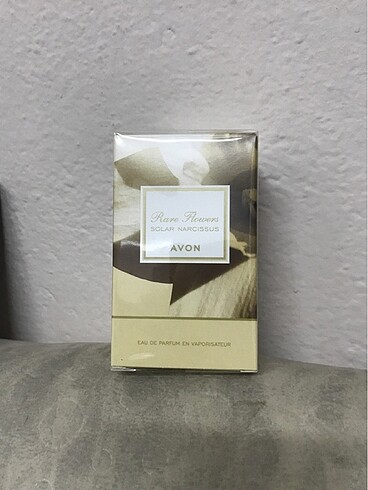 Rare Flowers
SOLAR NARCISSUS
AVON
EAU DE PARFUM EN VAPORISATEUR